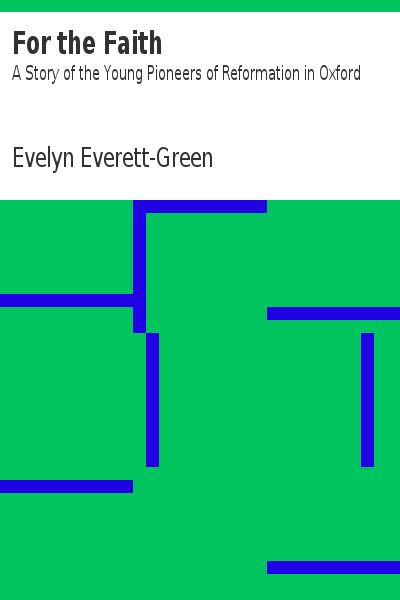 For the Faith
A Story of the Young Pioneers of Reformation in Oxford
Evelyn Everett-Green